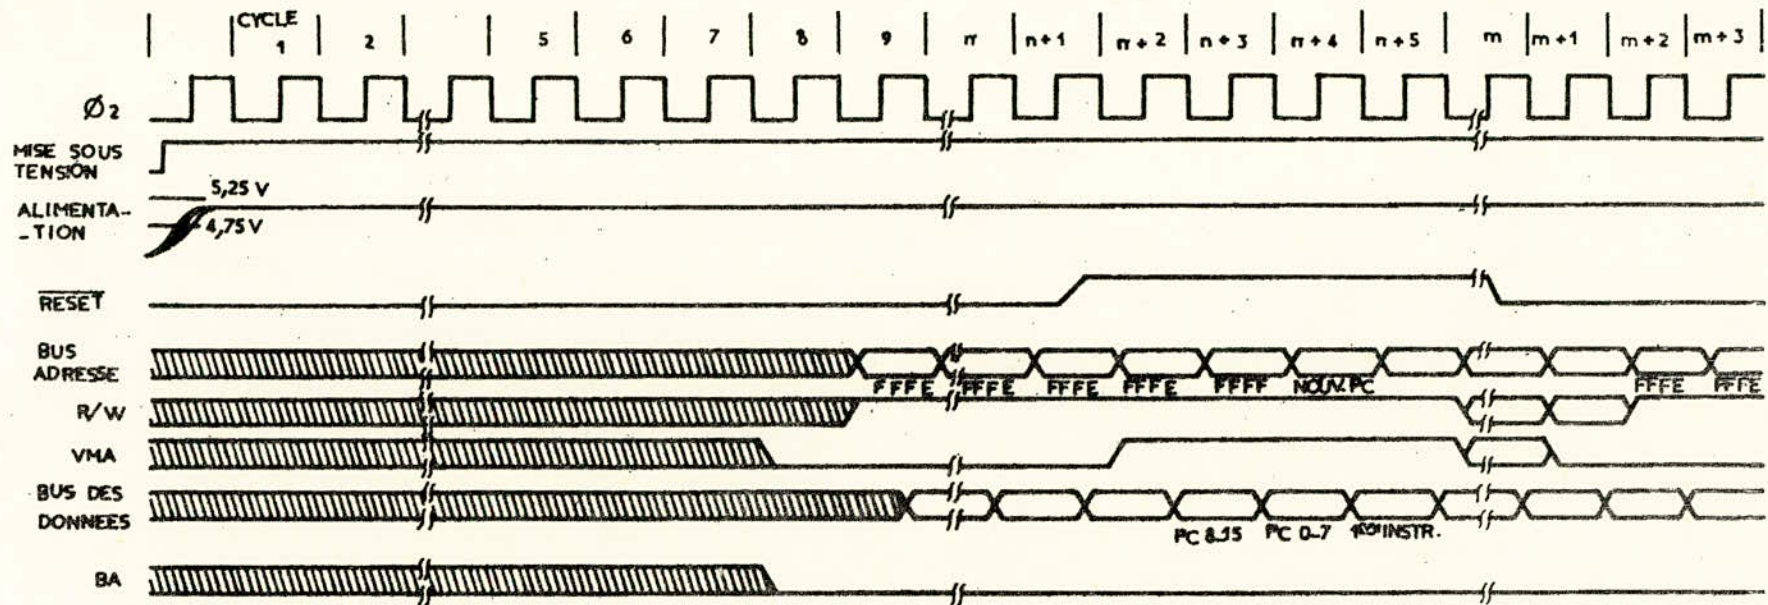 CYCLE
1 2 5 6 7 8 9 n n+1 n+2 n+3 n+4 n+5 m m+1 m+2 m+3
Ø2
MISE SOUS
TENSION
5,25 V
ALIMENTA-
-TION
4,75 V
RESET
BUS
ADRESSE
FFFE FFFE FFFE FFFE FFFF NOUV. PC FFFE FFFE
R/W
VMA
BUS DES
DONNEES
PC 8-15 PC 0-7 1ère INSTR.
BA